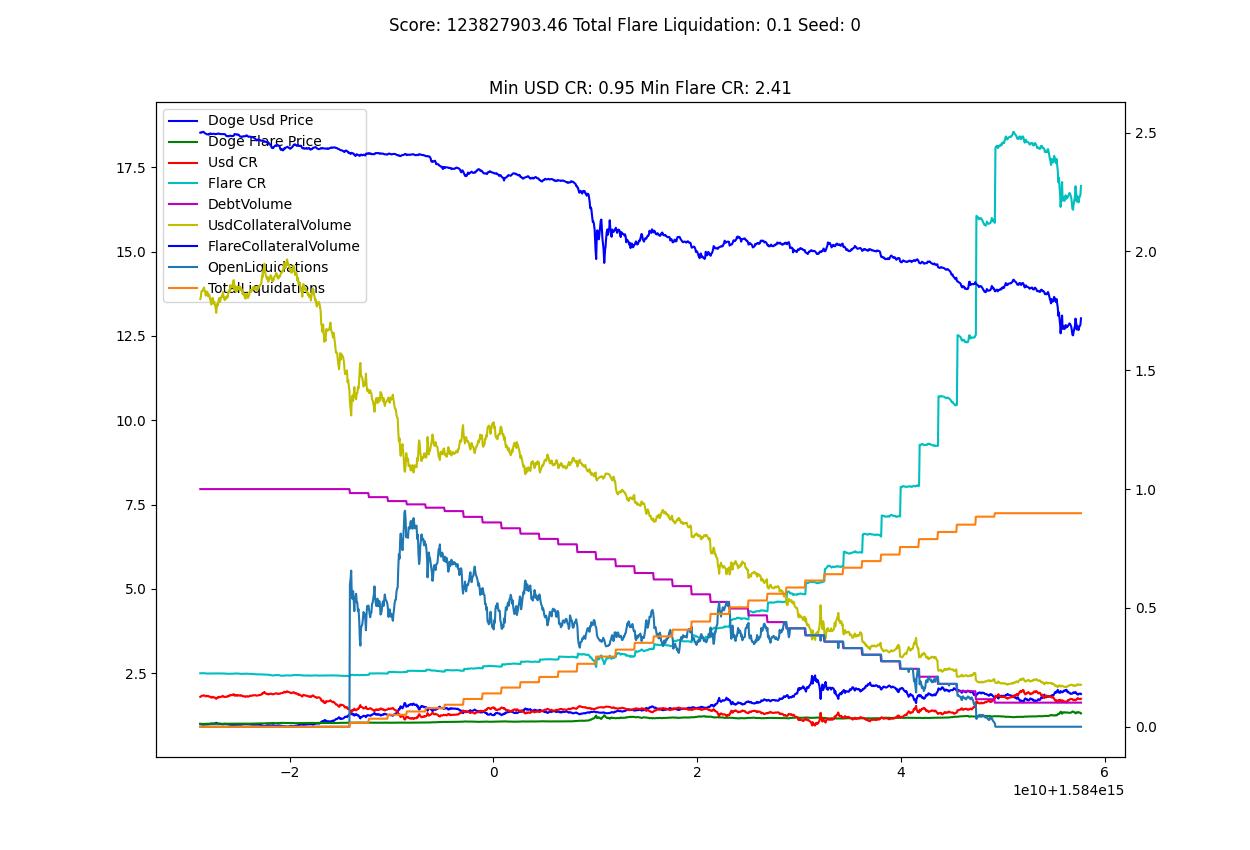 Score: 123827903.46 Total Flare Liquidation: 0.1 Seed: 0
Min USD CR: 0.95 Min Flare CR: 2.41
Doge Usd Price
Doge Flare Price
Usd CR
Flare CR
DebtVolume
UsdCollateralVolume
FlareCollateralVolume
OpenLiquidations
TotalLiquidations
17.5
15.0
12.5
10.0
7.5
5.0
2.5
2.5
2.0
1.5
1.0
0.5
0.0
−2
0
2
4
6
1e10+1.584e15